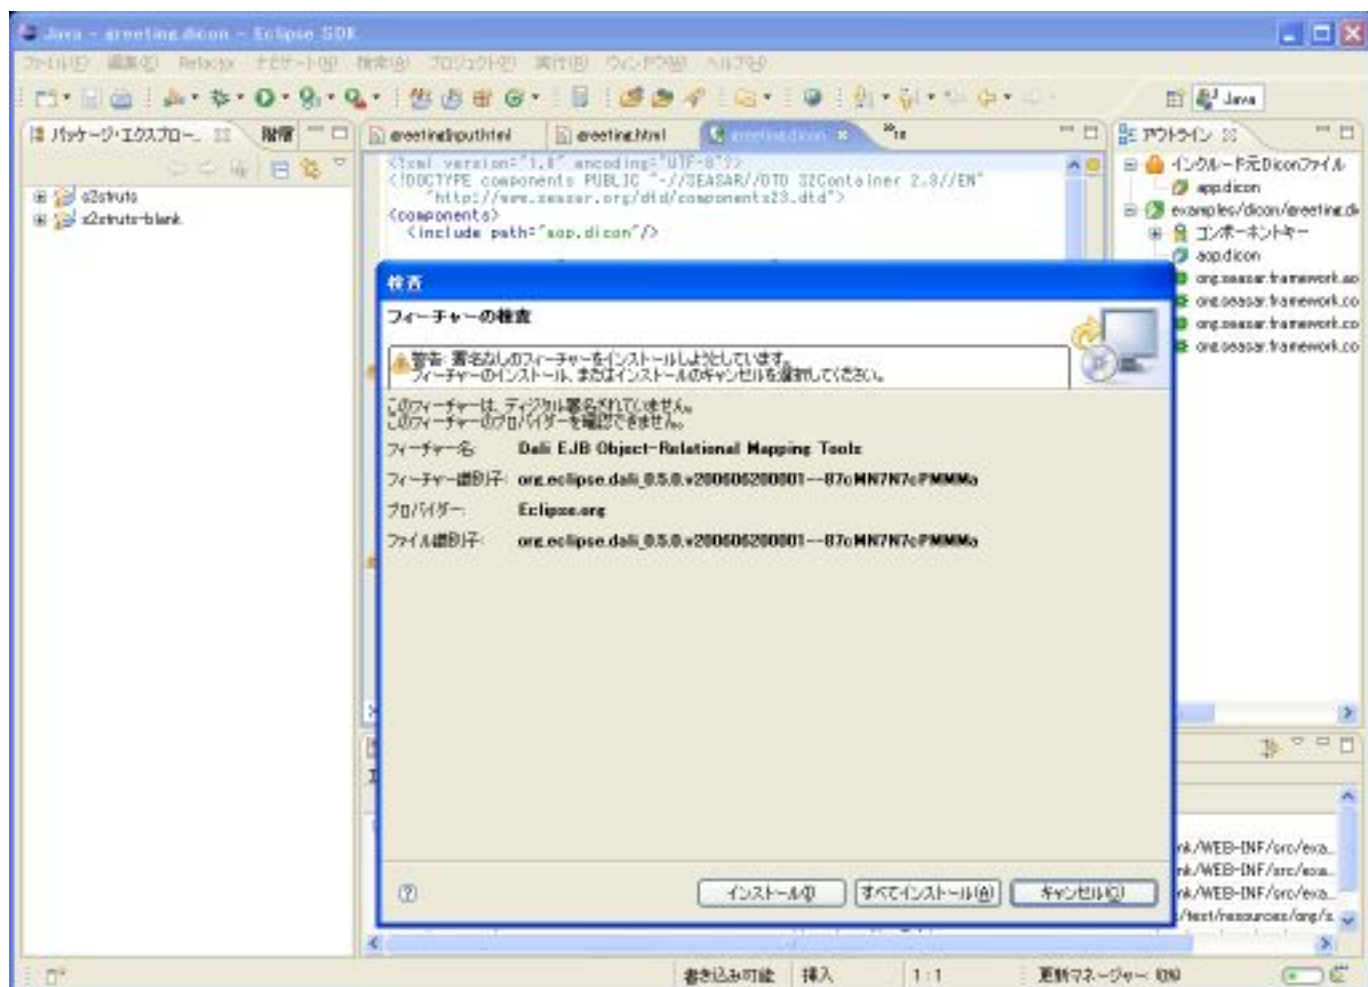 Java - greeting.dicon - Eclipse SDK
ファイル(F) 編集(E) Refactor ナビゲート(N) 検索(A) プロジェクト(P) 実行(R) ウィンドウ(W) ヘルプ(H)
Java
パッケージ・エクスプロー... 階層
s2struts
s2struts-blank
greetingInput.html greeting.html greeting.dicon
<?xml version="1.0" encoding="UTF-8"?>
<!DOCTYPE components PUBLIC "-//SEASAR//DTD S2Container 2.3//EN"
"http://www.seasar.org/dtd/components23.dtd">
<components>
<include path="aop.dicon"/>
アウトライン
インクルード元Diconファイル
app.dicon
examples/dicon/greeting.di
コンポーネントキー
aop.dicon
org.seasar.framework.ao
org.seasar.framework.co
org.seasar.framework.co
org.seasar.framework.co
検査
フィーチャーの検査
警告: 署名なしのフィーチャーをインストールしようとしています。
フィーチャーのインストール、またはインストールのキャンセルを選択してください。
このフィーチャーは、ディジタル署名されていません。
このフィーチャーのプロバイダーを確認できません。
フィーチャー名: Dali EJB Object-Relational Mapping Tools
フィーチャー識別子: org.eclipse.dali_0.5.0.v200606200001--87cMN7N7cPMMMa
プロバイダー: Eclipse.org
ファイル識別子: org.eclipse.dali_0.5.0.v200606200001--87cMN7N7cPMMMa
インストール(I) すべてインストール(A) キャンセル(C)
nk/WEB-INF/src/exa...
nk/WEB-INF/src/exa...
nk/WEB-INF/src/exa...
/test/resources/org/s
書き込み可能 挿入 1:1 更新マネージャー: (0%)